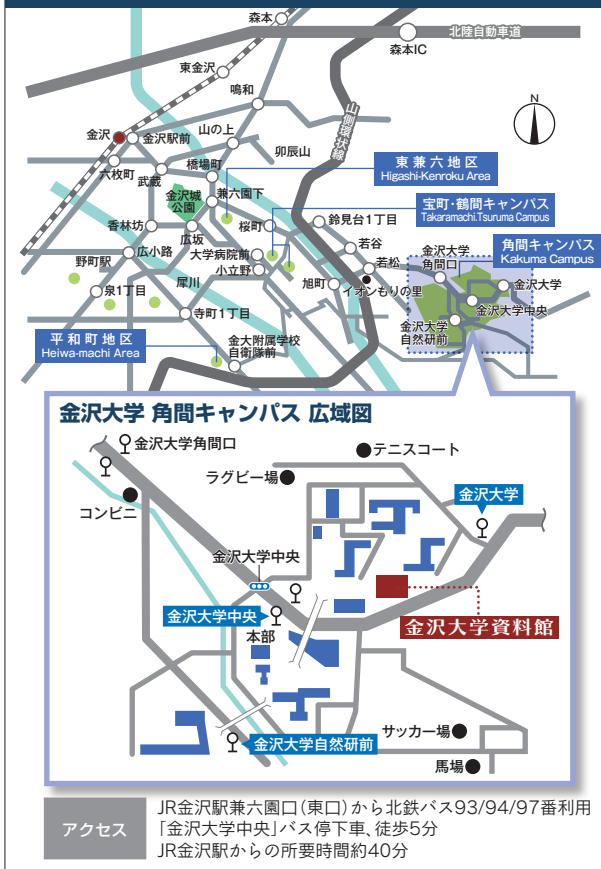 森本
北陸自動車道
森本IC
東金沢
鳴和
山側環状線
N
金沢
金沢駅前
山の上
卯辰山
六枚町
武蔵
橋場町
東兼六地区
Higashi-Kenroku Area
金沢城
公園
兼六園下
宝町・鶴間キャンパス
Takaramachi.Tsuruma Campus
香林坊
広坂
桜町
鈴見台1丁目
角間キャンパス
Kakuma Campus
野町駅
広小路
大学病院前
若谷
金沢大学
角間口
犀川
小立野
若松
金沢大学
泉1丁目
旭町
イオンもりの里
金沢大学中央
寺町1丁目
金沢大学
自然研前
平和町地区
Heiwa-machi Area
金大附属学校
自衛隊前
金沢大学 角間キャンパス 広域図
金沢大学角間口
テニスコート
ラグビー場
コンビニ
金沢大学
金沢大学中央
金沢大学中央
本部
金沢大学資料館
サッカー場
金沢大学自然研前
馬場
アクセス
JR金沢駅兼六園口(東口)から北鉄バス93/94/97番利用
「金沢大学中央」バス停下車、徒歩5分
JR金沢駅からの所要時間約40分